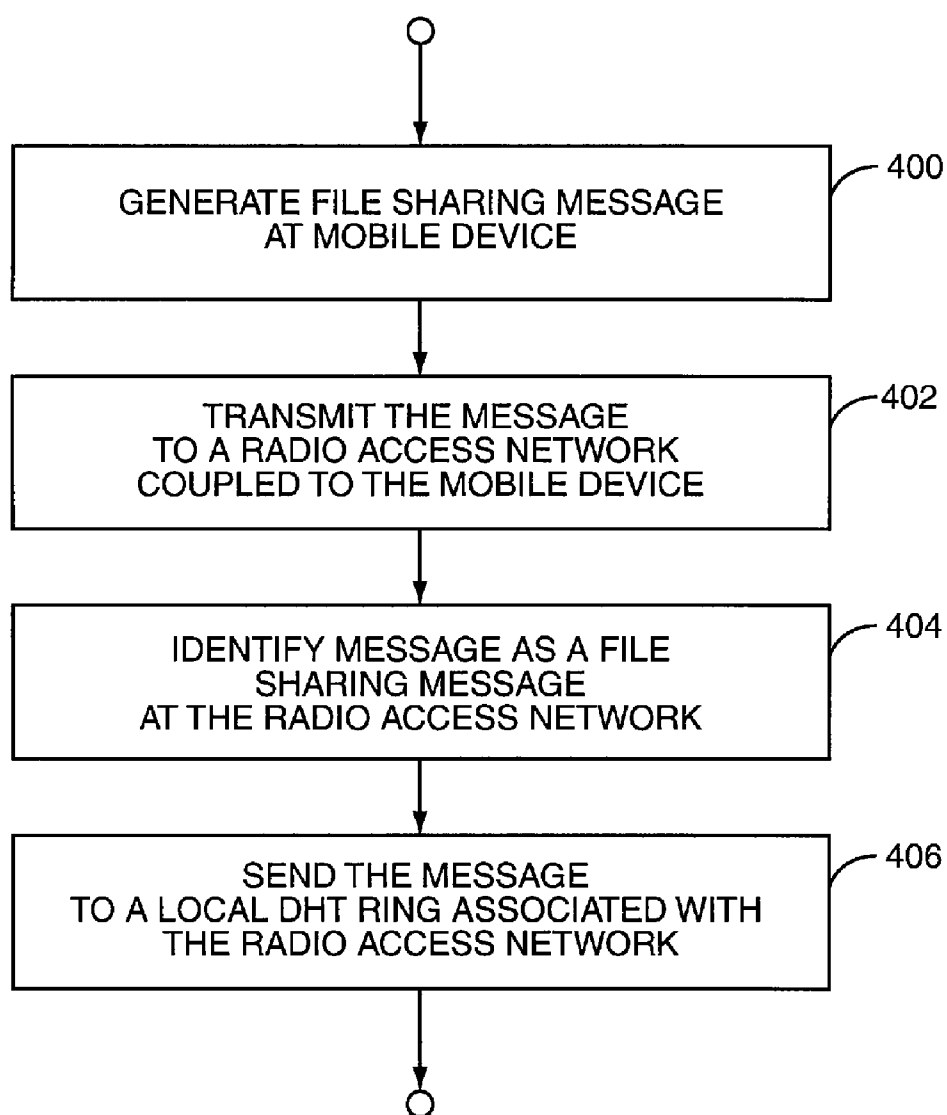 400
GENERATE FILE SHARING MESSAGE
AT MOBILE DEVICE
402
TRANSMIT THE MESSAGE
TO A RADIO ACCESS NETWORK
COUPLED TO THE MOBILE DEVICE
404
IDENTIFY MESSAGE AS A FILE
SHARING MESSAGE
AT THE RADIO ACCESS NETWORK
406
SEND THE MESSAGE
TO A LOCAL DHT RING ASSOCIATED WITH
THE RADIO ACCESS NETWORK